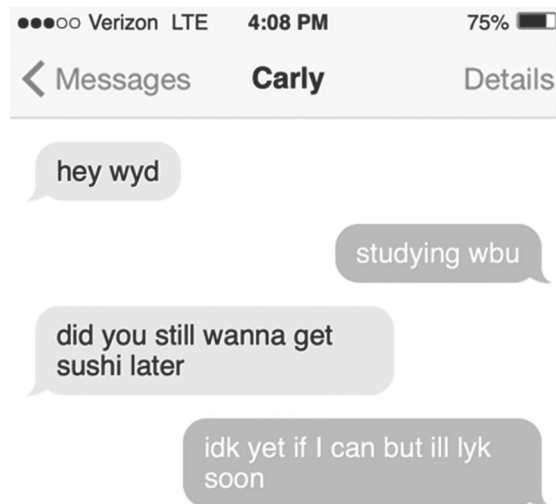 Verizon LTE 4:08 PM 75%
Messages Carly Details
hey wyd
studying wbu
did you still wanna get
sushi later
idk yet if I can but ill lyk
soon